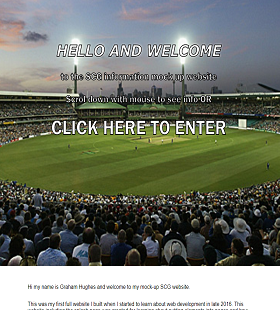 HELLO AND WELCOME
to the SCG information mock up website
Scroll down with mouse to see info OR
CLICK HERE TO ENTER
Hi my name is Graham Hughes and welcome to my mock-up SCG website.
This was my first full website I built when I started to learn about web development in late 2016. This